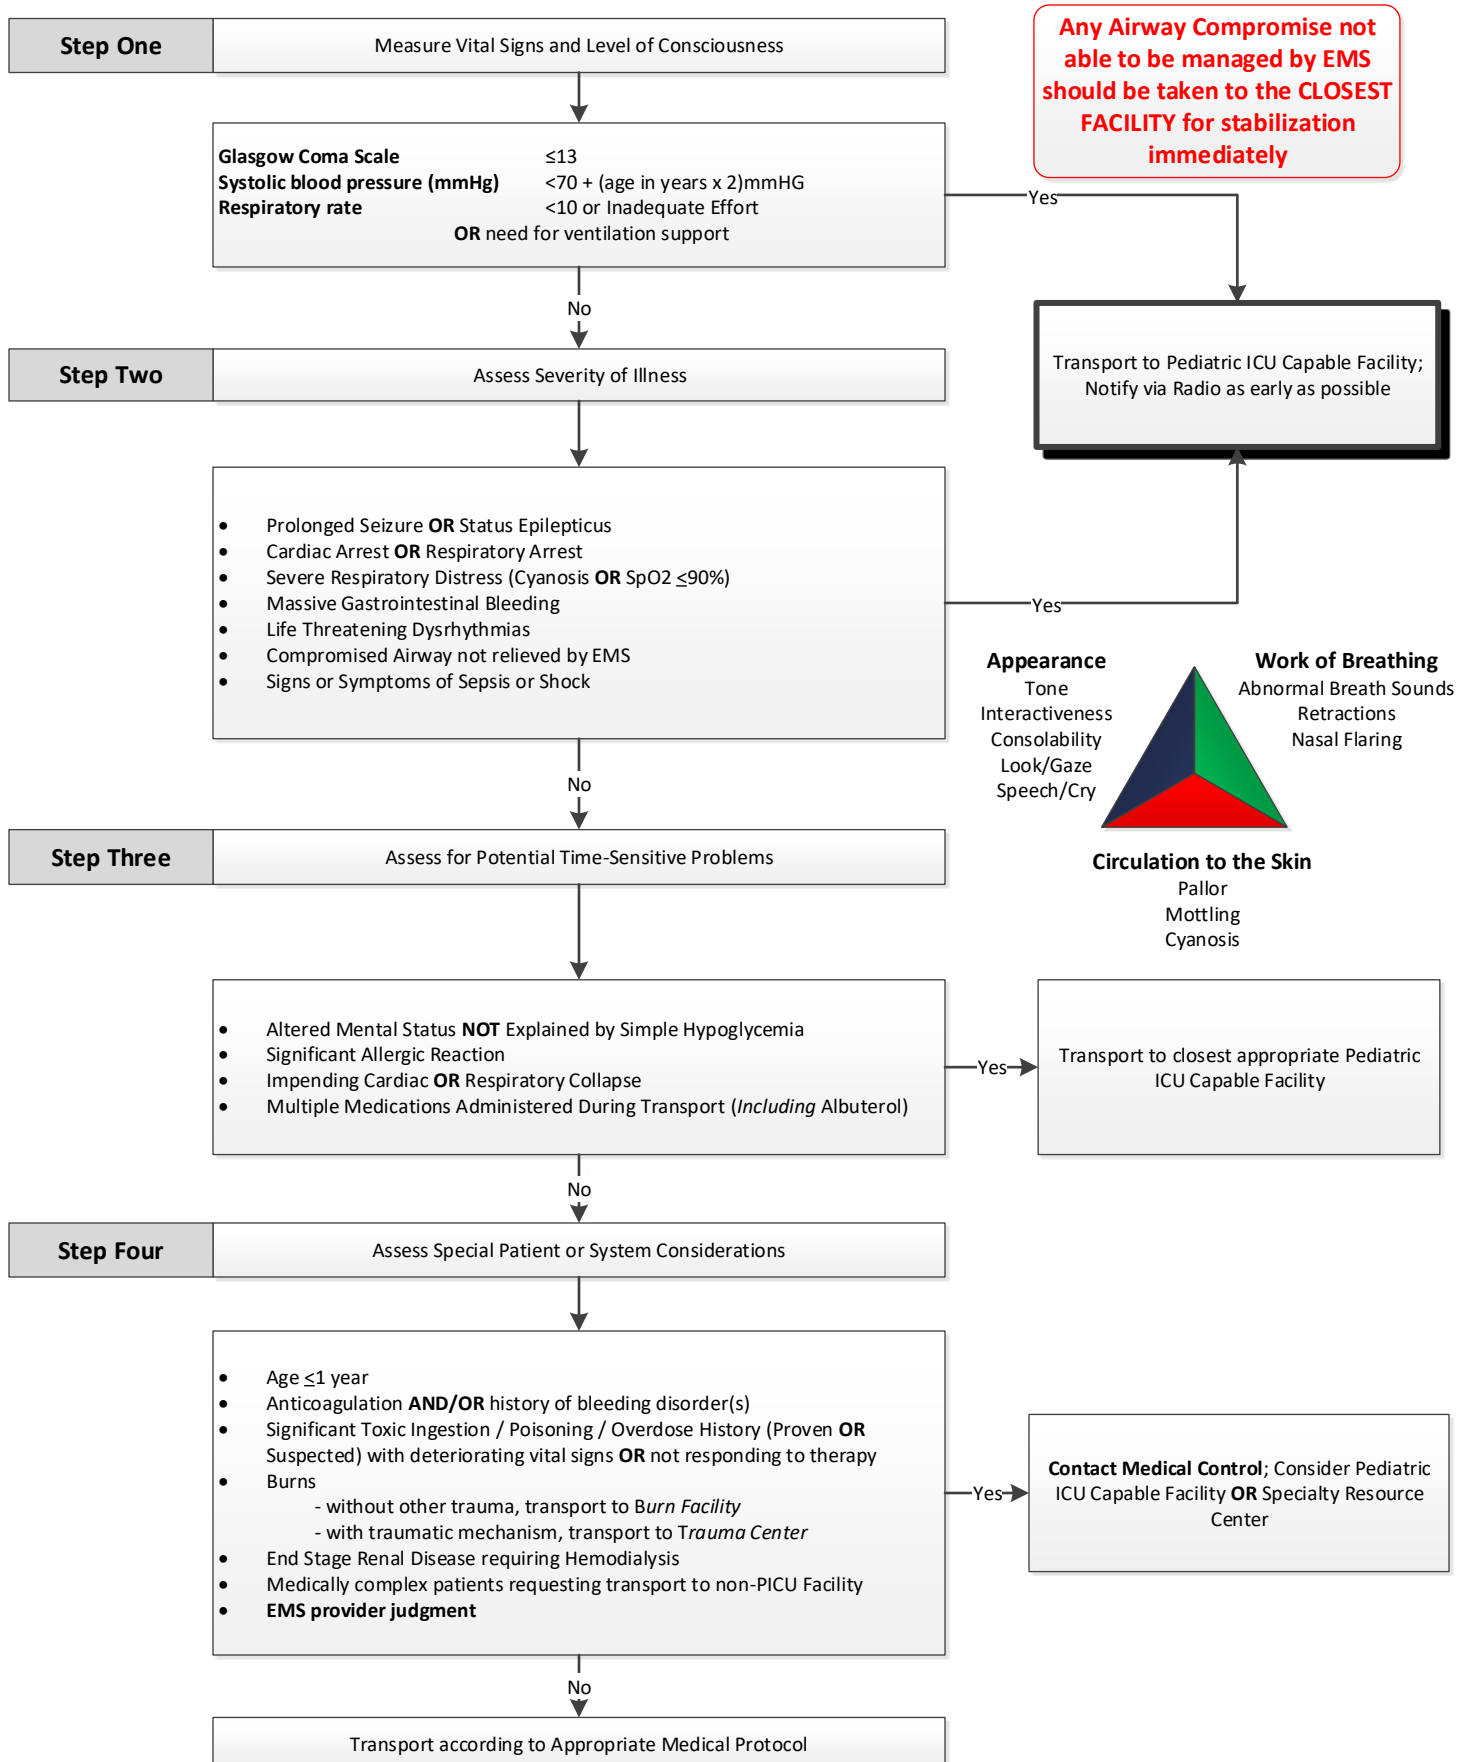 Step One
Measure Vital Signs and Level of Consciousness
Any Airway Compromise not
able to be managed by EMS
should be taken to the CLOSEST
FACILITY for stabilization
immediately
Glasgow Coma Scale ≤13
Systolic blood pressure (mmHg) <70 + (age in years x 2)mmHG
Respiratory rate <10 or Inadequate Effort
OR need for ventilation support
Yes
No
Transport to Pediatric ICU Capable Facility;
Notify via Radio as early as possible
Step Two
Assess Severity of Illness
• Prolonged Seizure OR Status Epilepticus
• Cardiac Arrest OR Respiratory Arrest
• Severe Respiratory Distress (Cyanosis OR SpO2 ≤90%)
• Massive Gastrointestinal Bleeding
• Life Threatening Dysrhythmias
• Compromised Airway not relieved by EMS
• Signs or Symptoms of Sepsis or Shock
Yes
No
Appearance
Tone
Interactiveness
Consolability
Look/Gaze
Speech/Cry
Work of Breathing
Abnormal Breath Sounds
Retractions
Nasal Flaring
Circulation to the Skin
Pallor
Mottling
Cyanosis
Step Three
Assess for Potential Time-Sensitive Problems
• Altered Mental Status NOT Explained by Simple Hypoglycemia
• Significant Allergic Reaction
• Impending Cardiac OR Respiratory Collapse
• Multiple Medications Administered During Transport (Including Albuterol)
Yes
Transport to closest appropriate Pediatric
ICU Capable Facility
No
Step Four
Assess Special Patient or System Considerations
• Age ≤1 year
• Anticoagulation AND/OR history of bleeding disorder(s)
• Significant Toxic Ingestion / Poisoning / Overdose History (Proven OR
Suspected) with deteriorating vital signs OR not responding to therapy
• Burns
- without other trauma, transport to Burn Facility
- with traumatic mechanism, transport to Trauma Center
• End Stage Renal Disease requiring Hemodialysis
• Medically complex patients requesting transport to non-PICU Facility
• EMS provider judgment
Yes
Contact Medical Control; Consider Pediatric
ICU Capable Facility OR Specialty Resource
Center
No
Transport according to Appropriate Medical Protocol